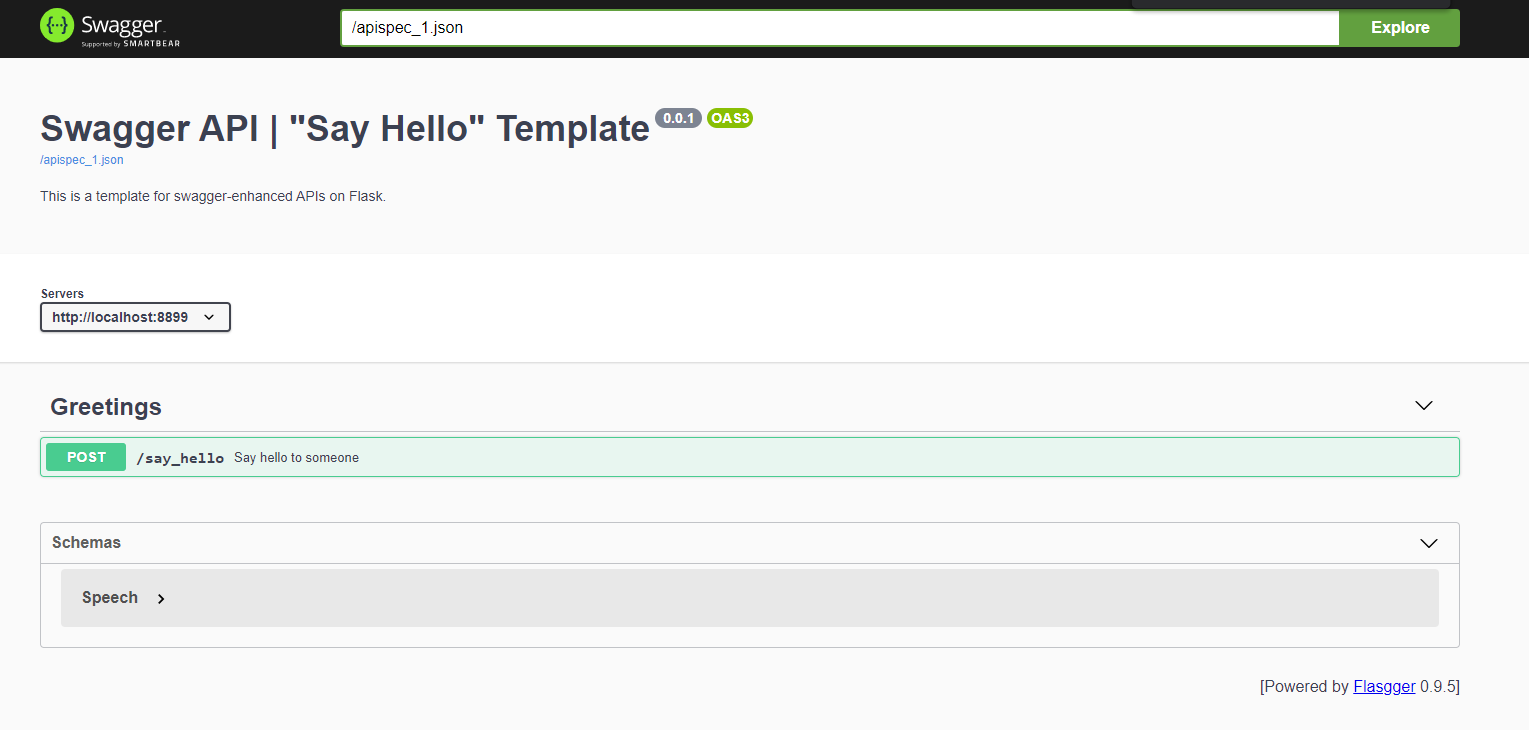 Swagger
Supported by SMARTBEAR
/apispec_1.json
Explore
Swagger API | "Say Hello" Template 0.0.1 OAS3
/apispec_1.json
This is a template for swagger-enhanced APIs on Flask.
Servers
http://localhost:8899
Greetings
POST /say_hello Say hello to someone
Schemas
Speech
[Powered by Flasgger 0.9.5]